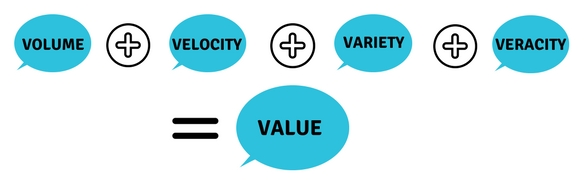 VOLUME + VELOCITY + VARIETY + VERACITY
= VALUE